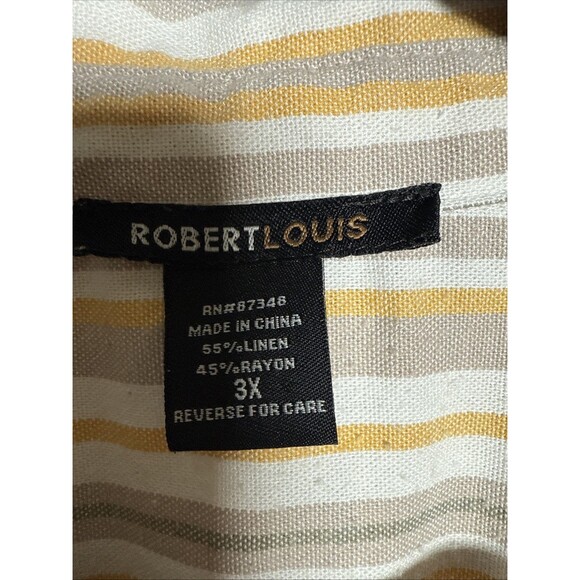 ROBERTLOUIS
RN#87348
MADE IN CHINA
55%LINEN
45%RAYON
3X
REVERSE FOR CARE